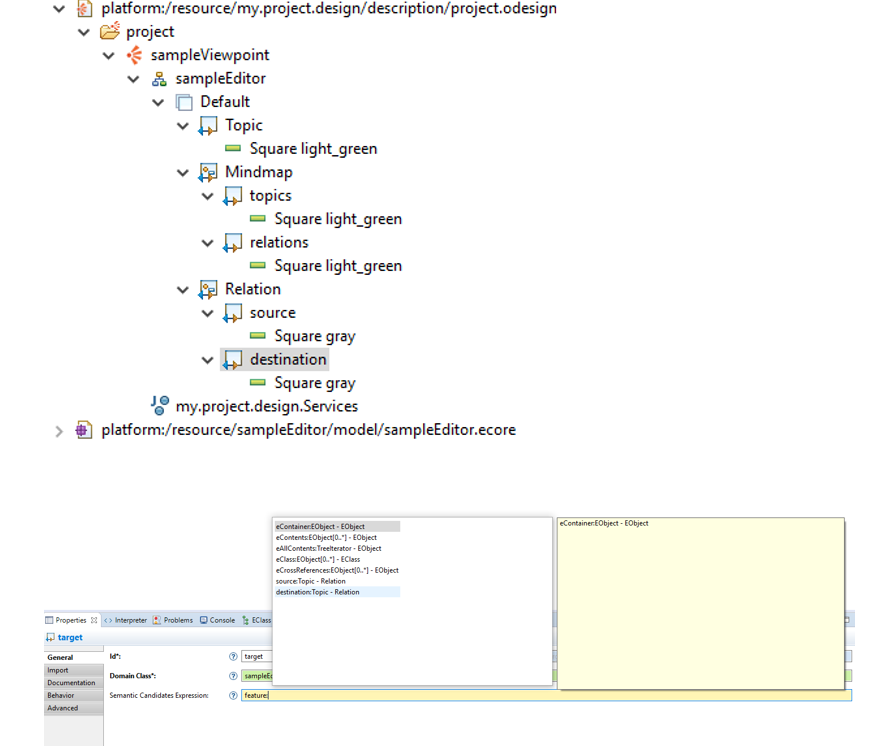 platform:/resource/my.project.design/description/project.odesign
project
sampleViewpoint
sampleEditor
Default
Topic
Square light_green
Mindmap
topics
Square light_green
relations
Square light_green
Relation
source
Square gray
destination
Square gray
my.project.design.Services
platform:/resource/sampleEditor/model/sampleEditor.ecore
eContainer:EObject - EObject
eContents:EObject[0..*] - EObject
eAllContents:TreeIterator - EObject
eClass:EObject[0..*] - EClass
eCrossReferences:EObject[0..*] - EObject
source:Topic - Relation
destination:Topic - Relation
eContainer:EObject - EObject
Properties Interpreter Problems Console EClass
target
General
Import
Documentation
Behavior
Advanced
Id*: target
Domain Class*: sampleEd
Semantic Candidates Expression: feature: